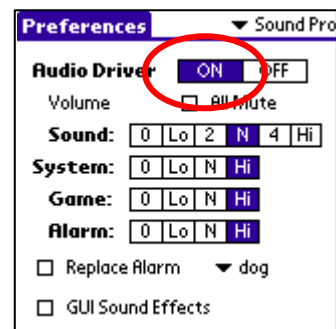 Preferences ▼ Sound Pro
Audio Driver ON OFF
Volume All Mute
Sound: 0 Lo 2 N 4 Hi
System: 0 Lo N Hi
Game: 0 Lo N Hi
Alarm: 0 Lo N Hi
Replace Alarm ▼ dog
GUI Sound Effects